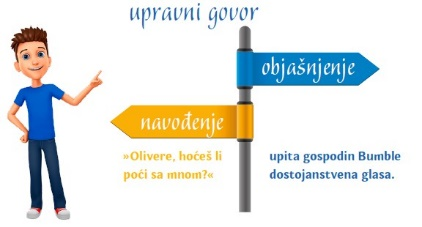 upravni govor
objašnjenje
navođenje
»Olivere, hoćeš li
poći sa mnom?«
upita gospodin Bumble
dostojanstvena glasa.